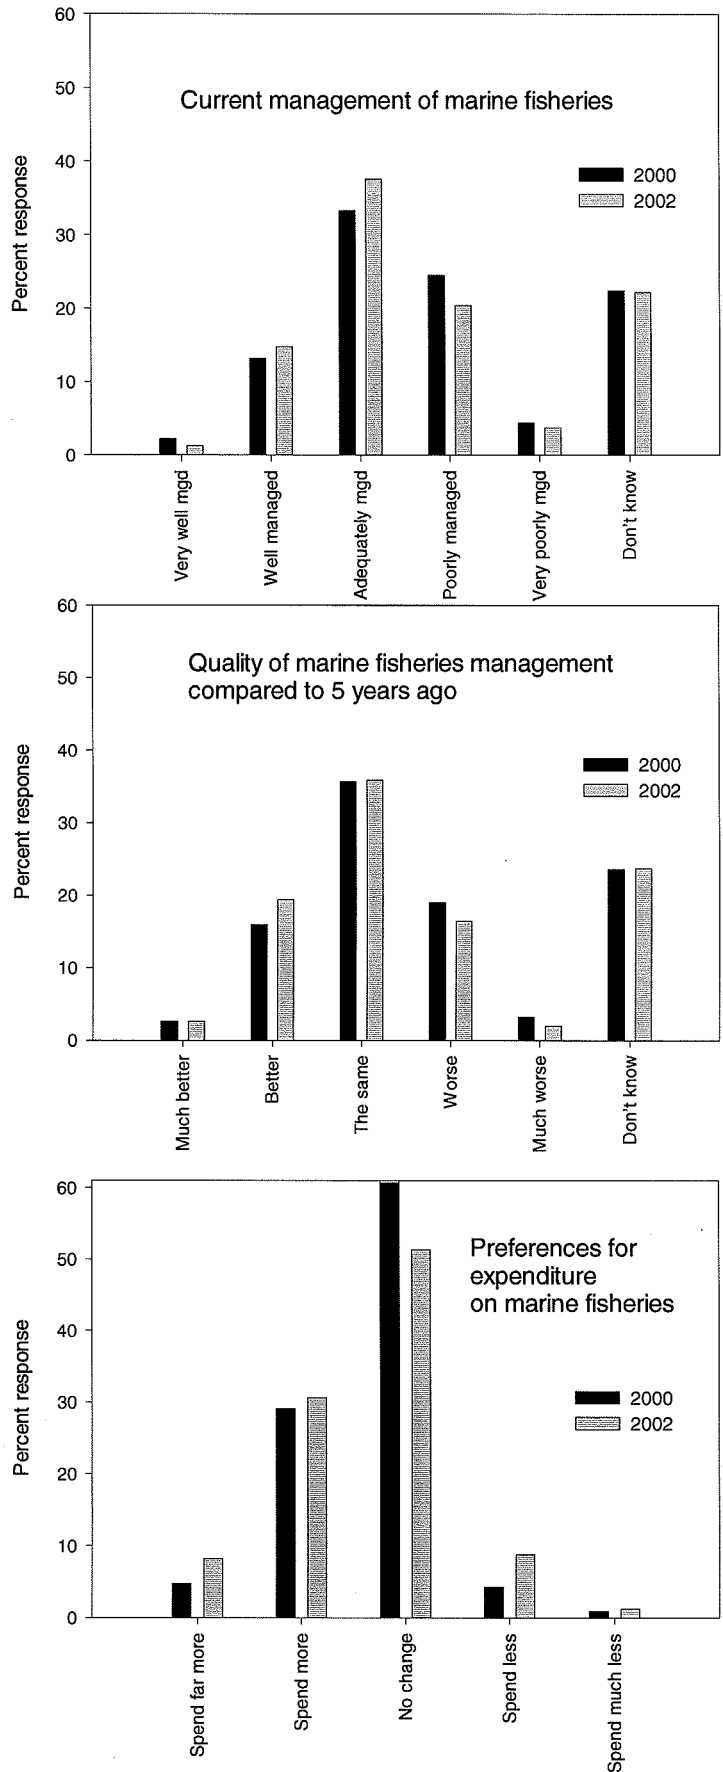 60
50
Current management of marine fisheries
40
2000
2002
30
Percent response
20
10
0
Very well mgd
Well managed
Adequately mgd
Poorly managed
Very poorly mgd
Don't know
60
Quality of marine fisheries management
50
compared to 5 years ago
40
2000
2002
30
Percent response
20
10
0
Much better
Better
The same
Worse
Much worse
Don't know
60
Preferences for
50
expenditure
on marine fisheries
40
2000
30
2002
Percent response
20
10
0
Spend far more
Spend more
No change
Spend less
Spend much less